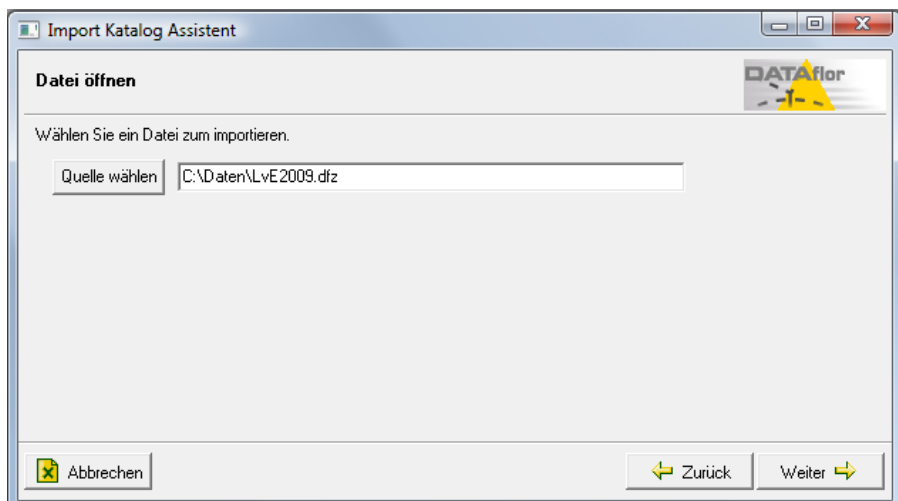 Import Katalog Assistent
Datei öffnen
DATAflor
Wählen Sie ein Datei zum importieren.
Quelle wählen C:\Daten\LvE2009.dfz
Abbrechen Zurück Weiter